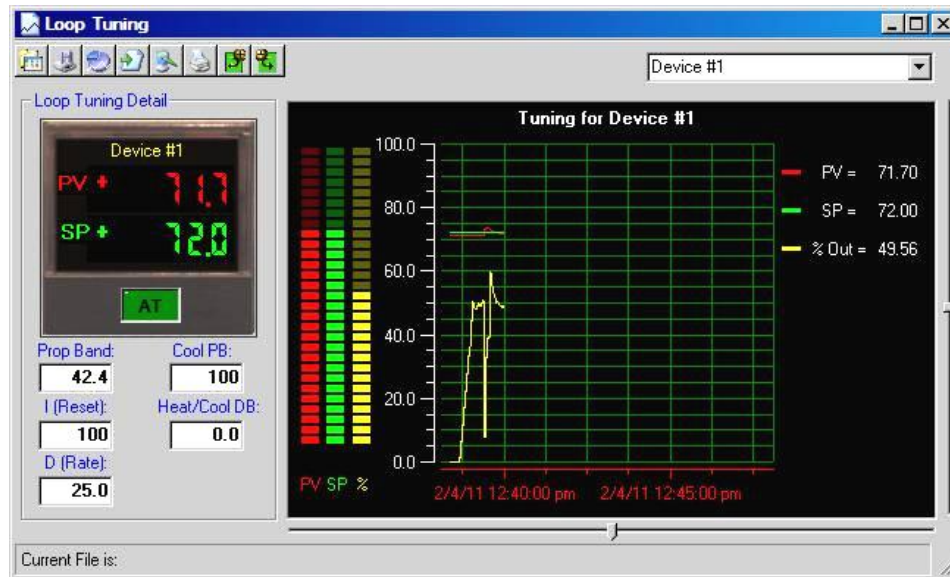 Loop Tuning
Device #1
Loop Tuning Detail
Device #1
PV + 71.7
SP + 72.0
AT
Prop Band: Cool PB:
42.4 100
I (Reset): Heat/Cool DB:
100 0.0
D (Rate):
25.0
Tuning for Device #1
100.0
80.0
60.0
40.0
20.0
0.0
PV SP %
2/4/11 12:40:00 pm 2/4/11 12:45:00 pm
PV = 71.70
SP = 72.00
% Out = 49.56
Current File is: